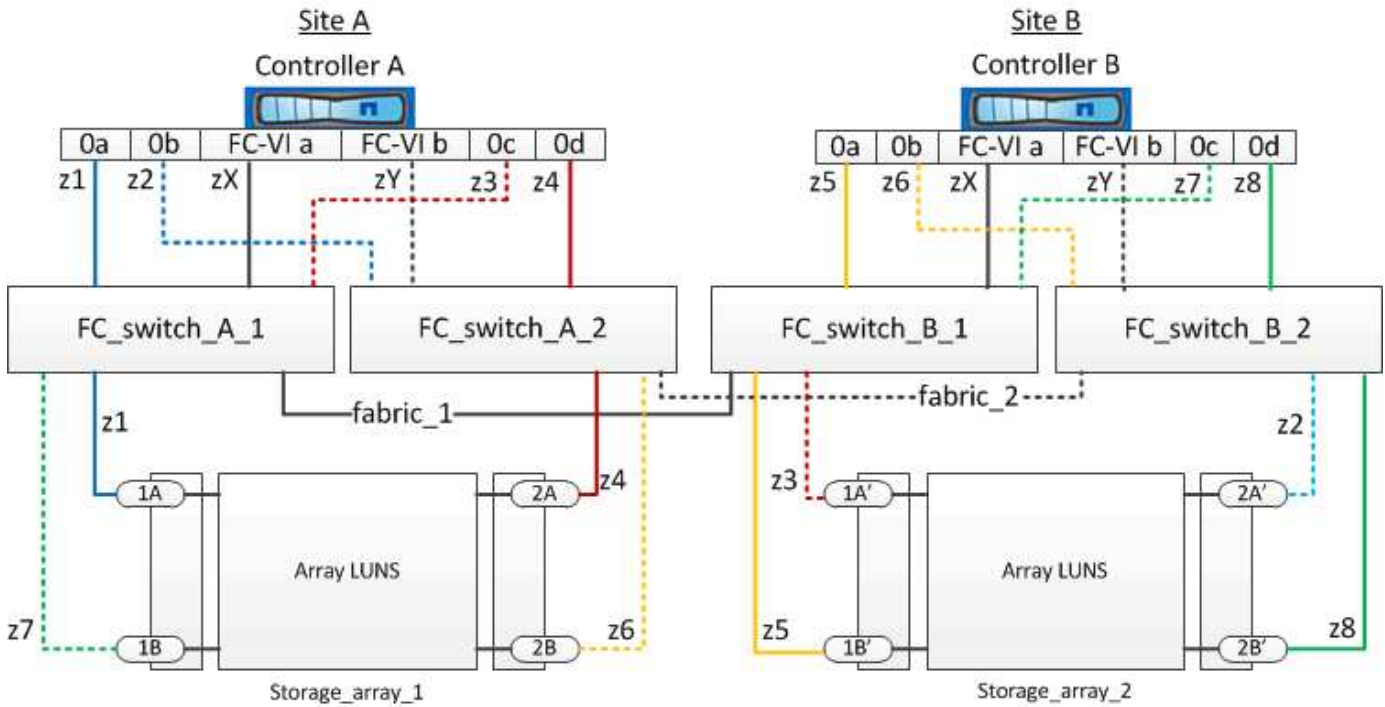 Site A
Site B
Controller A
Controller B
0a 0b FC-VI a FC-VI b 0c 0d
0a 0b FC-VI a FC-VI b 0c 0d
z1 z2 zX zY z3 z4
z5 z6 zX zY z7 z8
FC_switch_A_1
FC_switch_A_2
FC_switch_B_1
FC_switch_B_2
fabric_1
fabric_2
z1
z4
z3
z2
1A
2A
1A’
2A’
Array LUNS
Array LUNS
z7
z6
z5
z8
1B
2B
1B’
2B’
Storage_array_1
Storage_array_2